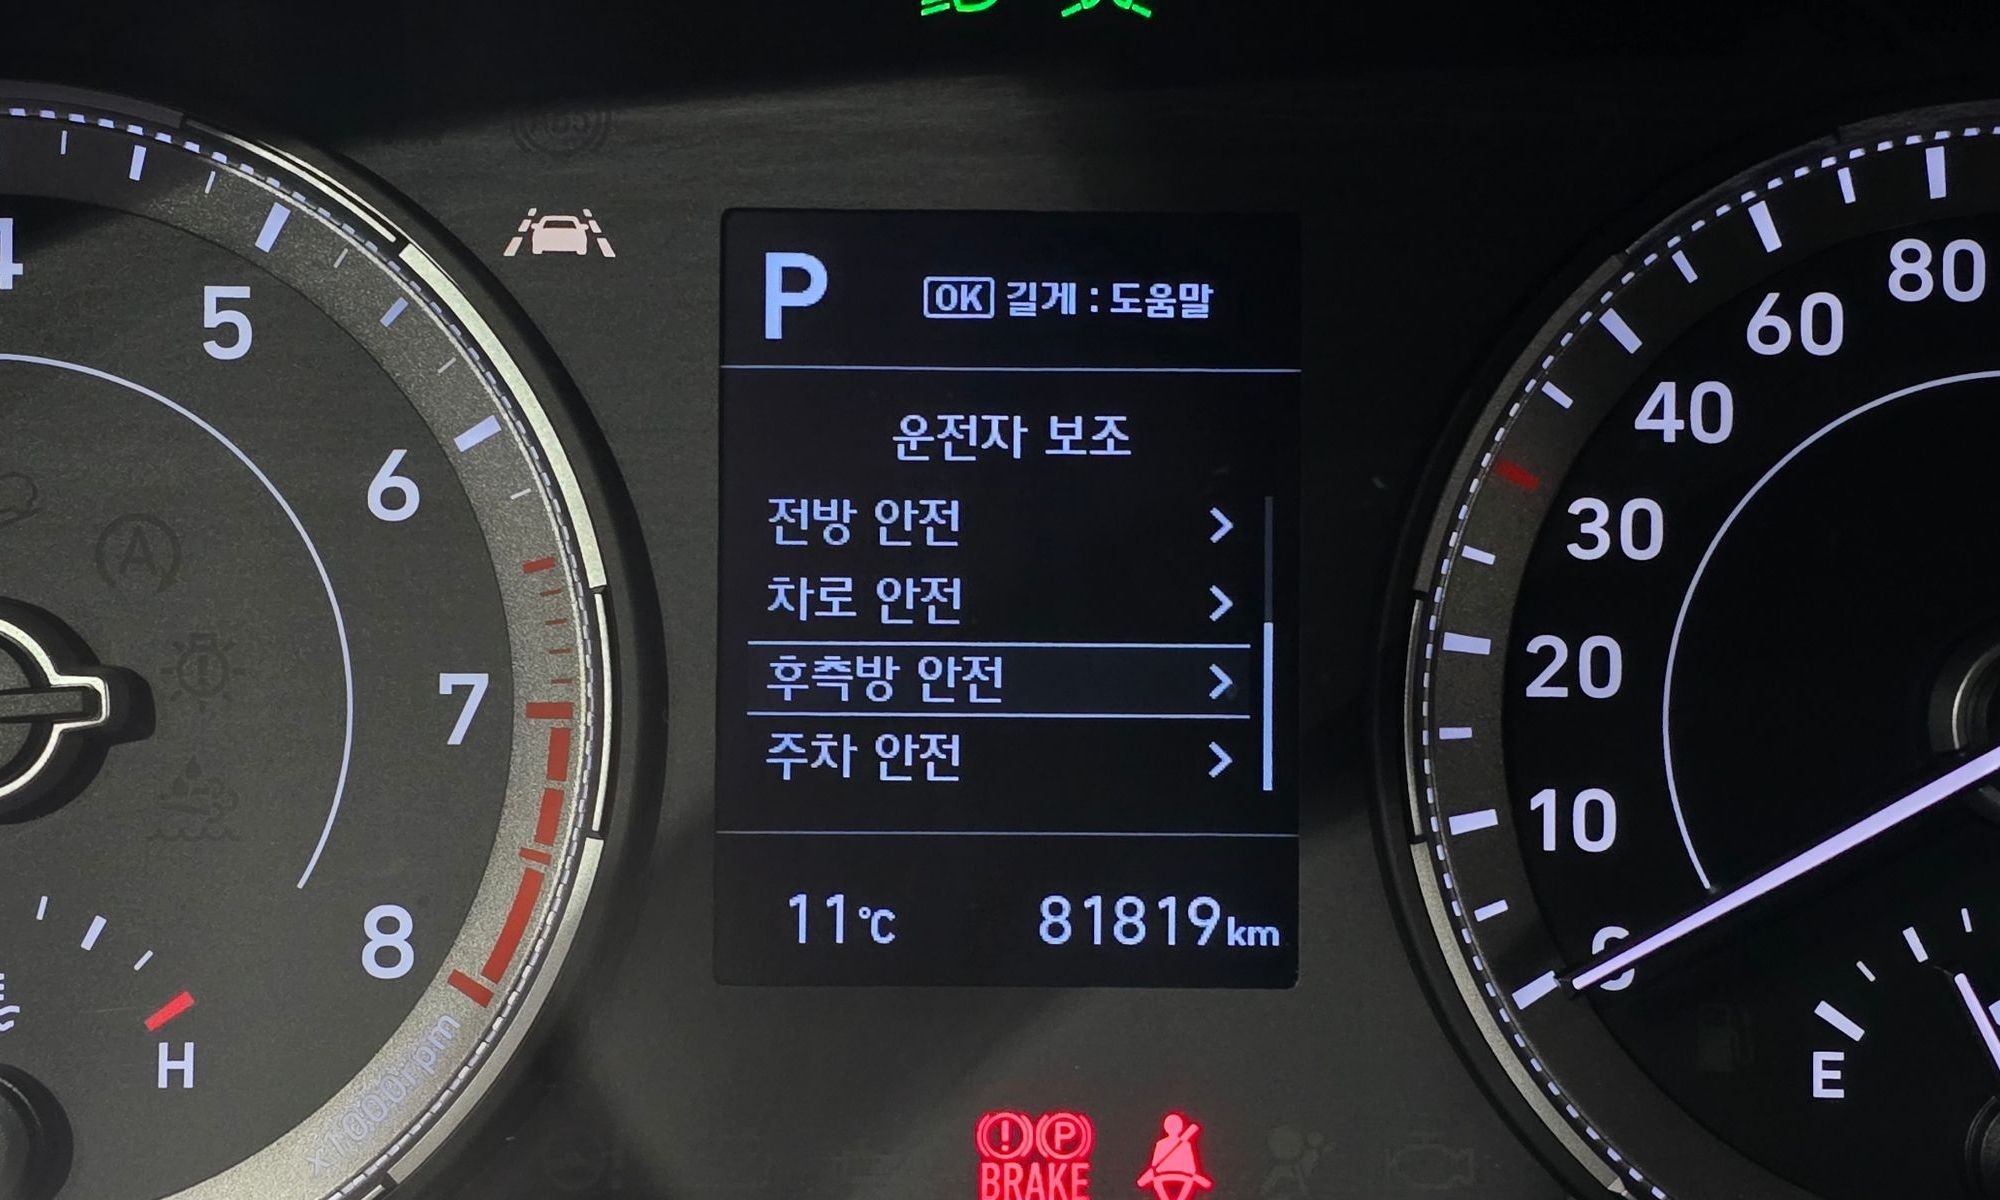 P
OK 길게 : 도움말
운전자 보조
전방 안전 >
차로 안전 >
후측방 안전 >
주차 안전 >
11℃ 81819km
5
6
7
8
x1000rpm
H
A
80
60
40
30
20
10
0
E
P
BRAKE